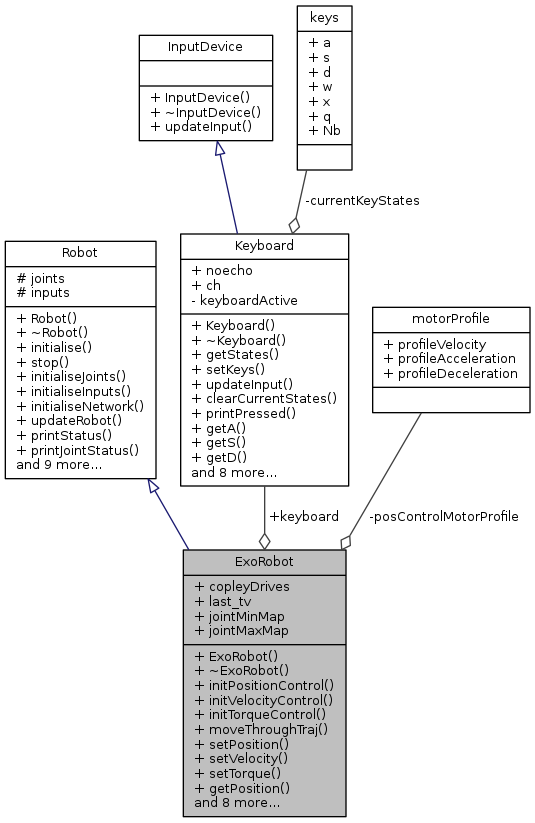 keys
+ a
+ s
+ d
+ w
+ x
+ q
+ Nb
InputDevice
+ InputDevice()
+ ~InputDevice()
+ updateInput()
-currentKeyStates
Keyboard
+ noecho
+ ch
- keyboardActive
+ Keyboard()
+ ~Keyboard()
+ getStates()
+ setKeys()
+ updateInput()
+ clearCurrentStates()
+ printPressed()
+ getA()
+ getS()
+ getD()
and 8 more...
Robot
# joints
# inputs
+ Robot()
+ ~Robot()
+ initialise()
+ stop()
+ initialiseJoints()
+ initialiseInputs()
+ initialiseNetwork()
+ updateRobot()
+ printStatus()
+ printJointStatus()
and 9 more...
motorProfile
+ profileVelocity
+ profileAcceleration
+ profileDeceleration
+keyboard
-posControlMotorProfile
ExoRobot
+ copleyDrives
+ last_tv
+ jointMinMap
+ jointMaxMap
+ ExoRobot()
+ ~ExoRobot()
+ initPositionControl()
+ initVelocityControl()
+ initTorqueControl()
+ moveThroughTraj()
+ setPosition()
+ setVelocity()
+ setTorque()
+ getPosition()
and 8 more...